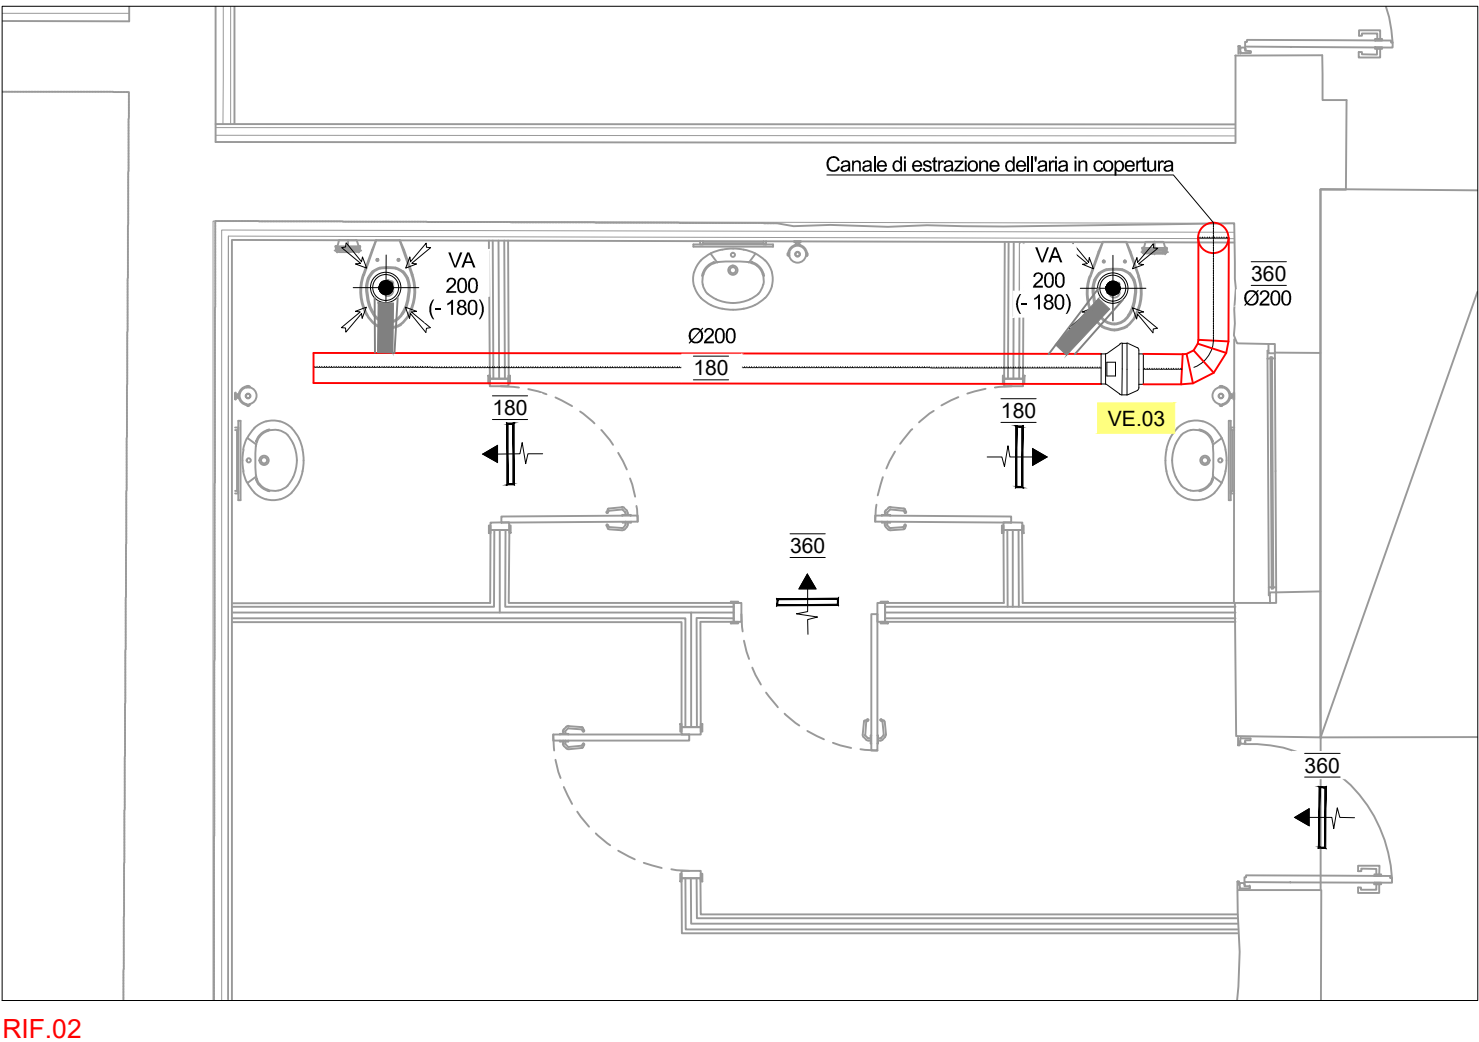 Canale di estrazione dell'aria in copertura
VA
200
(- 180)
VA
200
(- 180)
360
Ø200
Ø200
180
180
180
VE.03
360
360
RIF.02